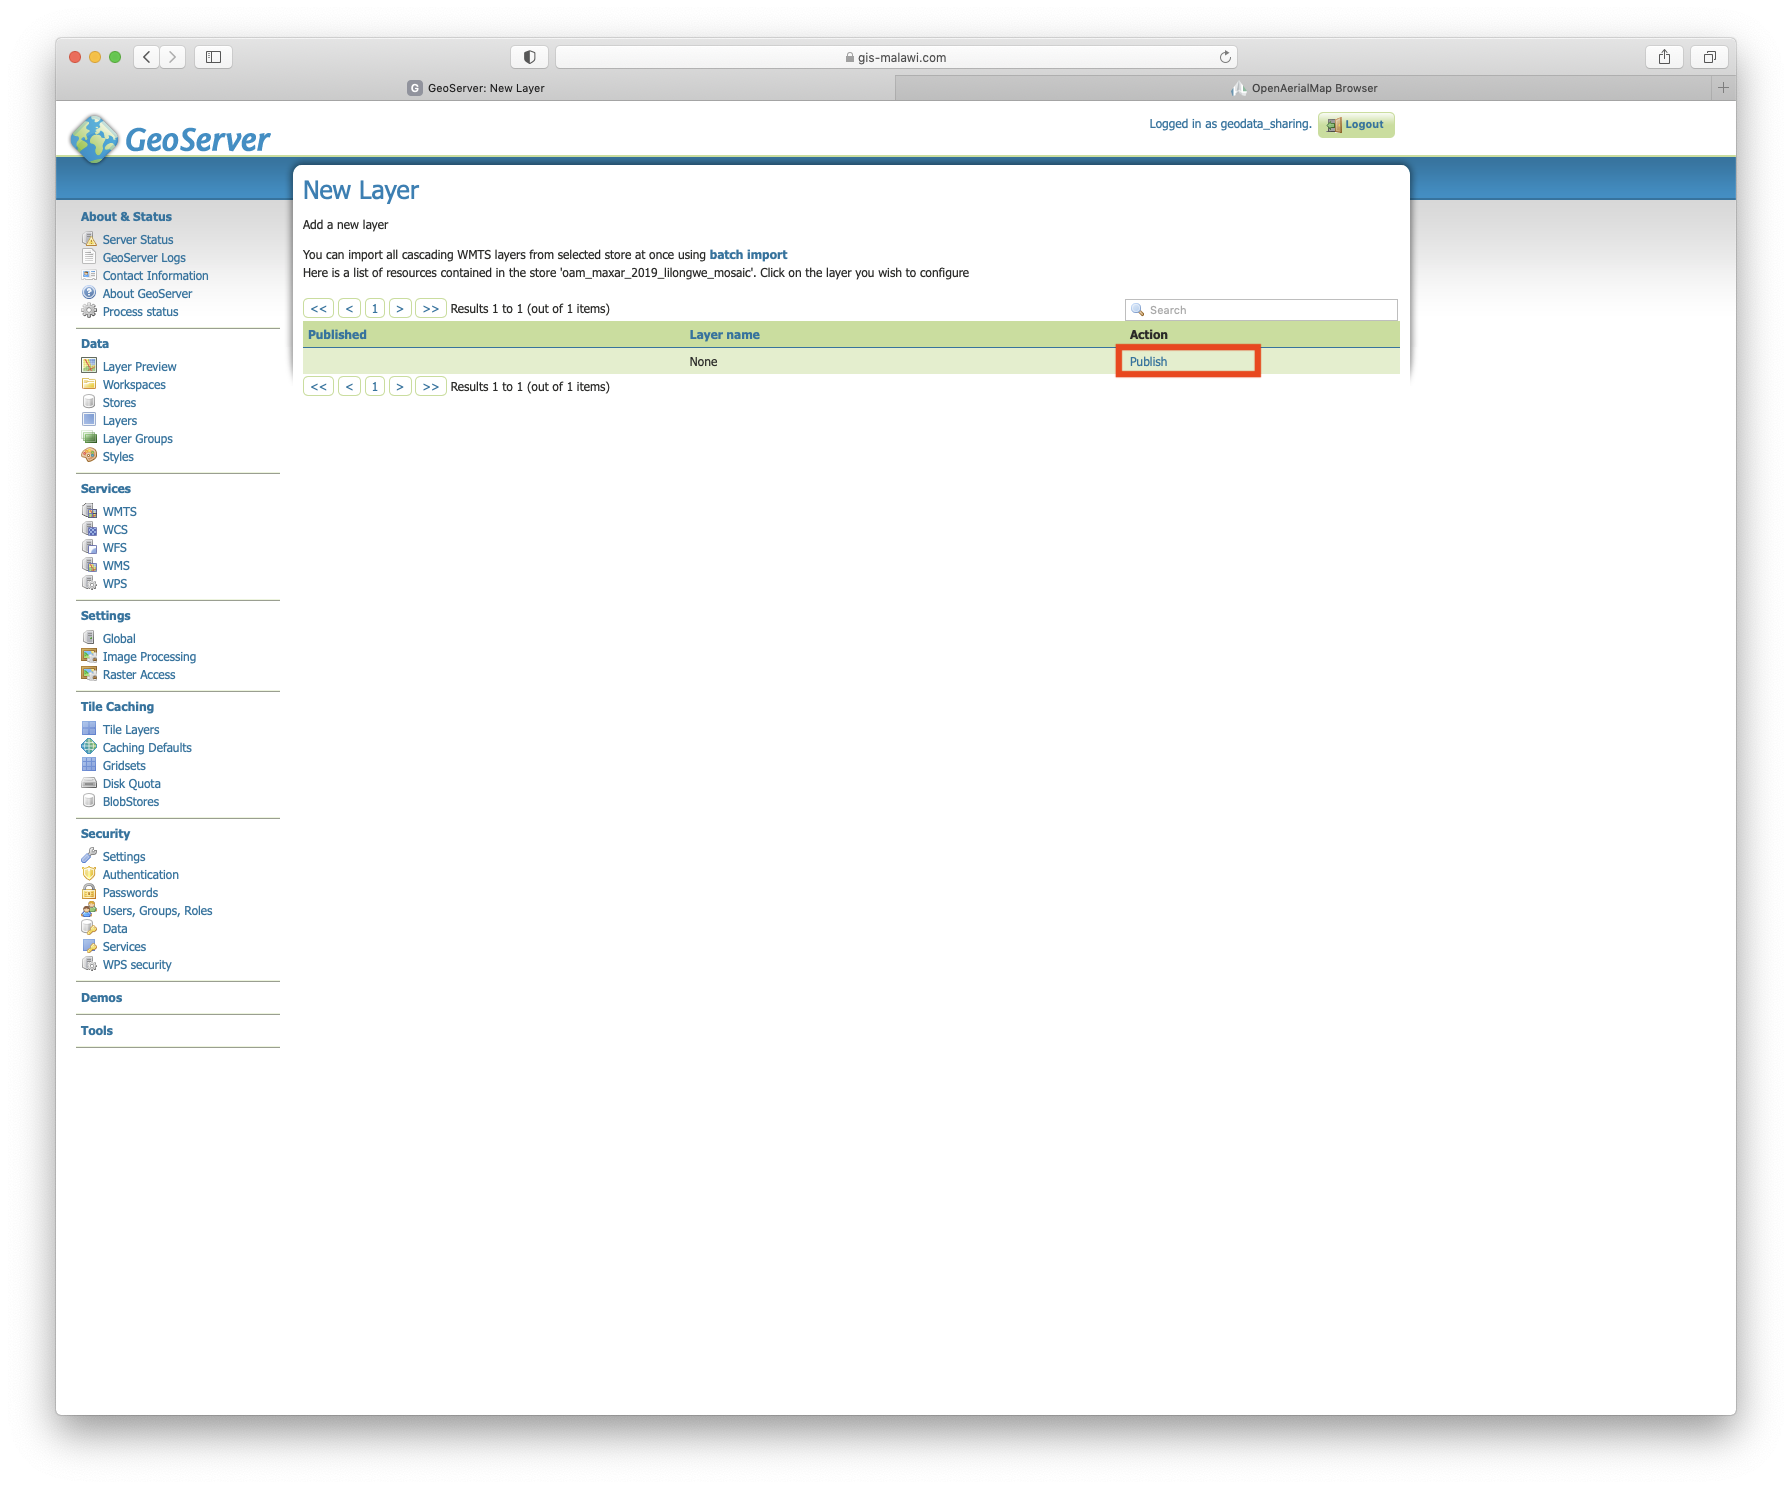 gis-malawi.com
G GeoServer: New Layer
OpenAerialMap Browser
GeoServer
Logged in as geodata_sharing.
Logout
New Layer
Add a new layer
You can import all cascading WMTS layers from selected store at once using batch import
Here is a list of resources contained in the store 'oam_maxar_2019_lilongwe_mosaic'. Click on the layer you wish to configure
<< < 1 > >> Results 1 to 1 (out of 1 items)
Search
Published Layer name Action
None Publish
<< < 1 > >> Results 1 to 1 (out of 1 items)
About & Status
Server Status
GeoServer Logs
Contact Information
About GeoServer
Process status
Data
Layer Preview
Workspaces
Stores
Layers
Layer Groups
Styles
Services
WMTS
WCS
WFS
WMS
WPS
Settings
Global
Image Processing
Raster Access
Tile Caching
Tile Layers
Caching Defaults
Gridsets
Disk Quota
BlobStores
Security
Settings
Authentication
Passwords
Users, Groups, Roles
Data
Services
WPS security
Demos
Tools